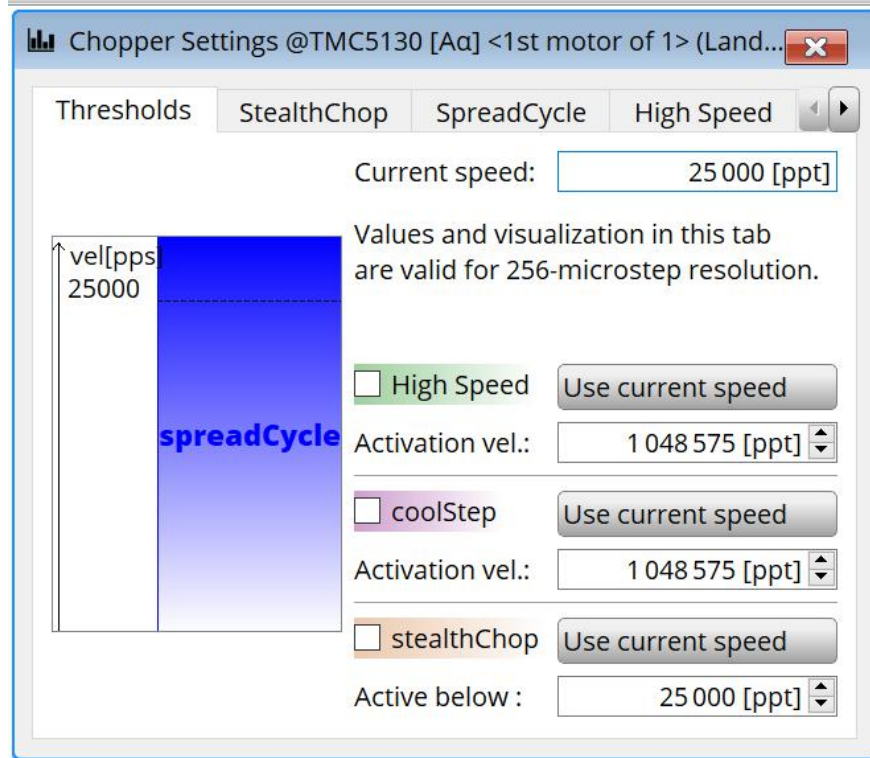 Chopper Settings @TMC5130 [Aα] <1st motor of 1> (Land...
Thresholds StealthChop SpreadCycle High Speed
Current speed: 25 000 [ppt]
vel[pps]
25000
Values and visualization in this tab
are valid for 256-microstep resolution.
spreadCycle
High Speed Use current speed
Activation vel.: 1 048 575 [ppt]
coolStep Use current speed
Activation vel.: 1 048 575 [ppt]
stealthChop Use current speed
Active below : 25 000 [ppt]